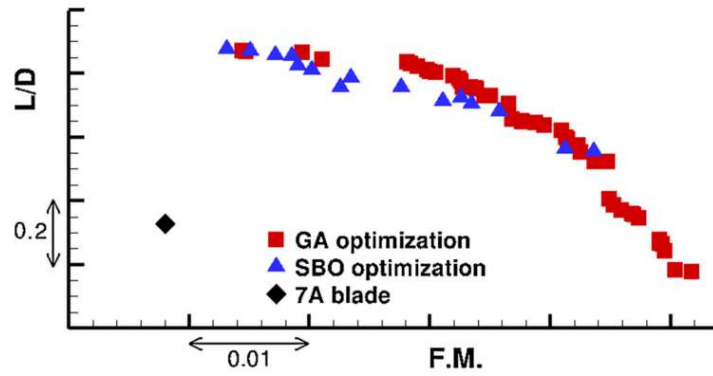 L/D
0.2
GA optimization
SBO optimization
7A blade
0.01
F.M.